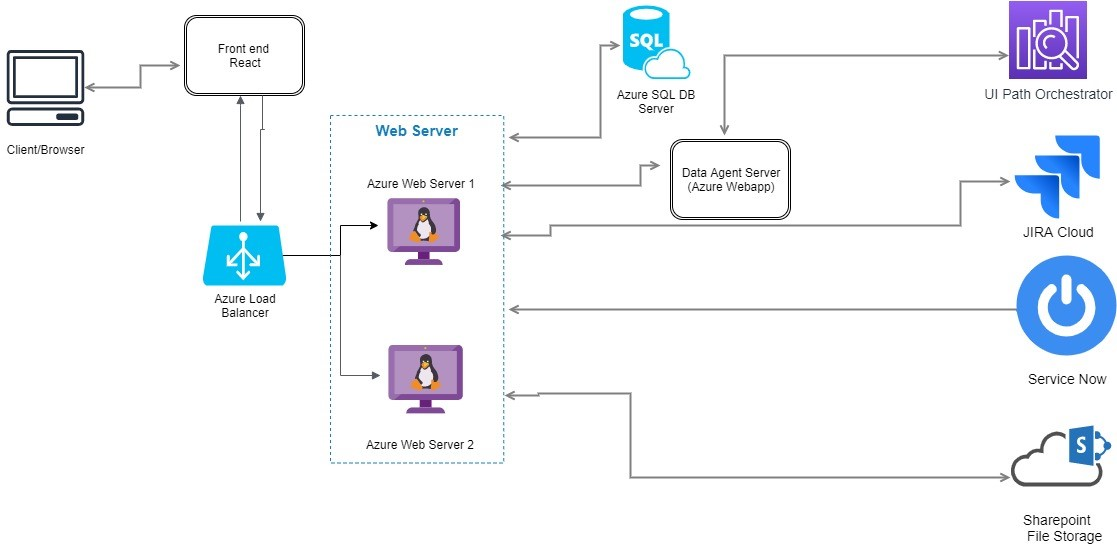 Front end
React
Client/Browser
Azure Load
Balancer
Web Server
Azure Web Server 1
Azure Web Server 2
SQL
Azure SQL DB
Server
Data Agent Server
(Azure Webapp)
UI Path Orchestrator
JIRA Cloud
Service Now
S
Sharepoint
File Storage